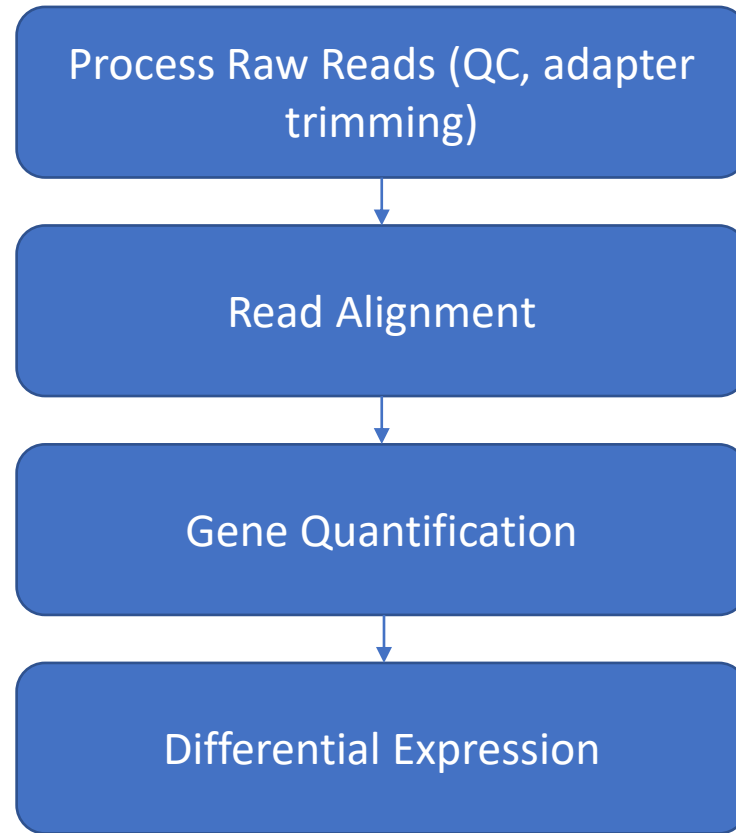 Process Raw Reads (QC, adapter
trimming)
Read Alignment
Gene Quantification
Differential Expression